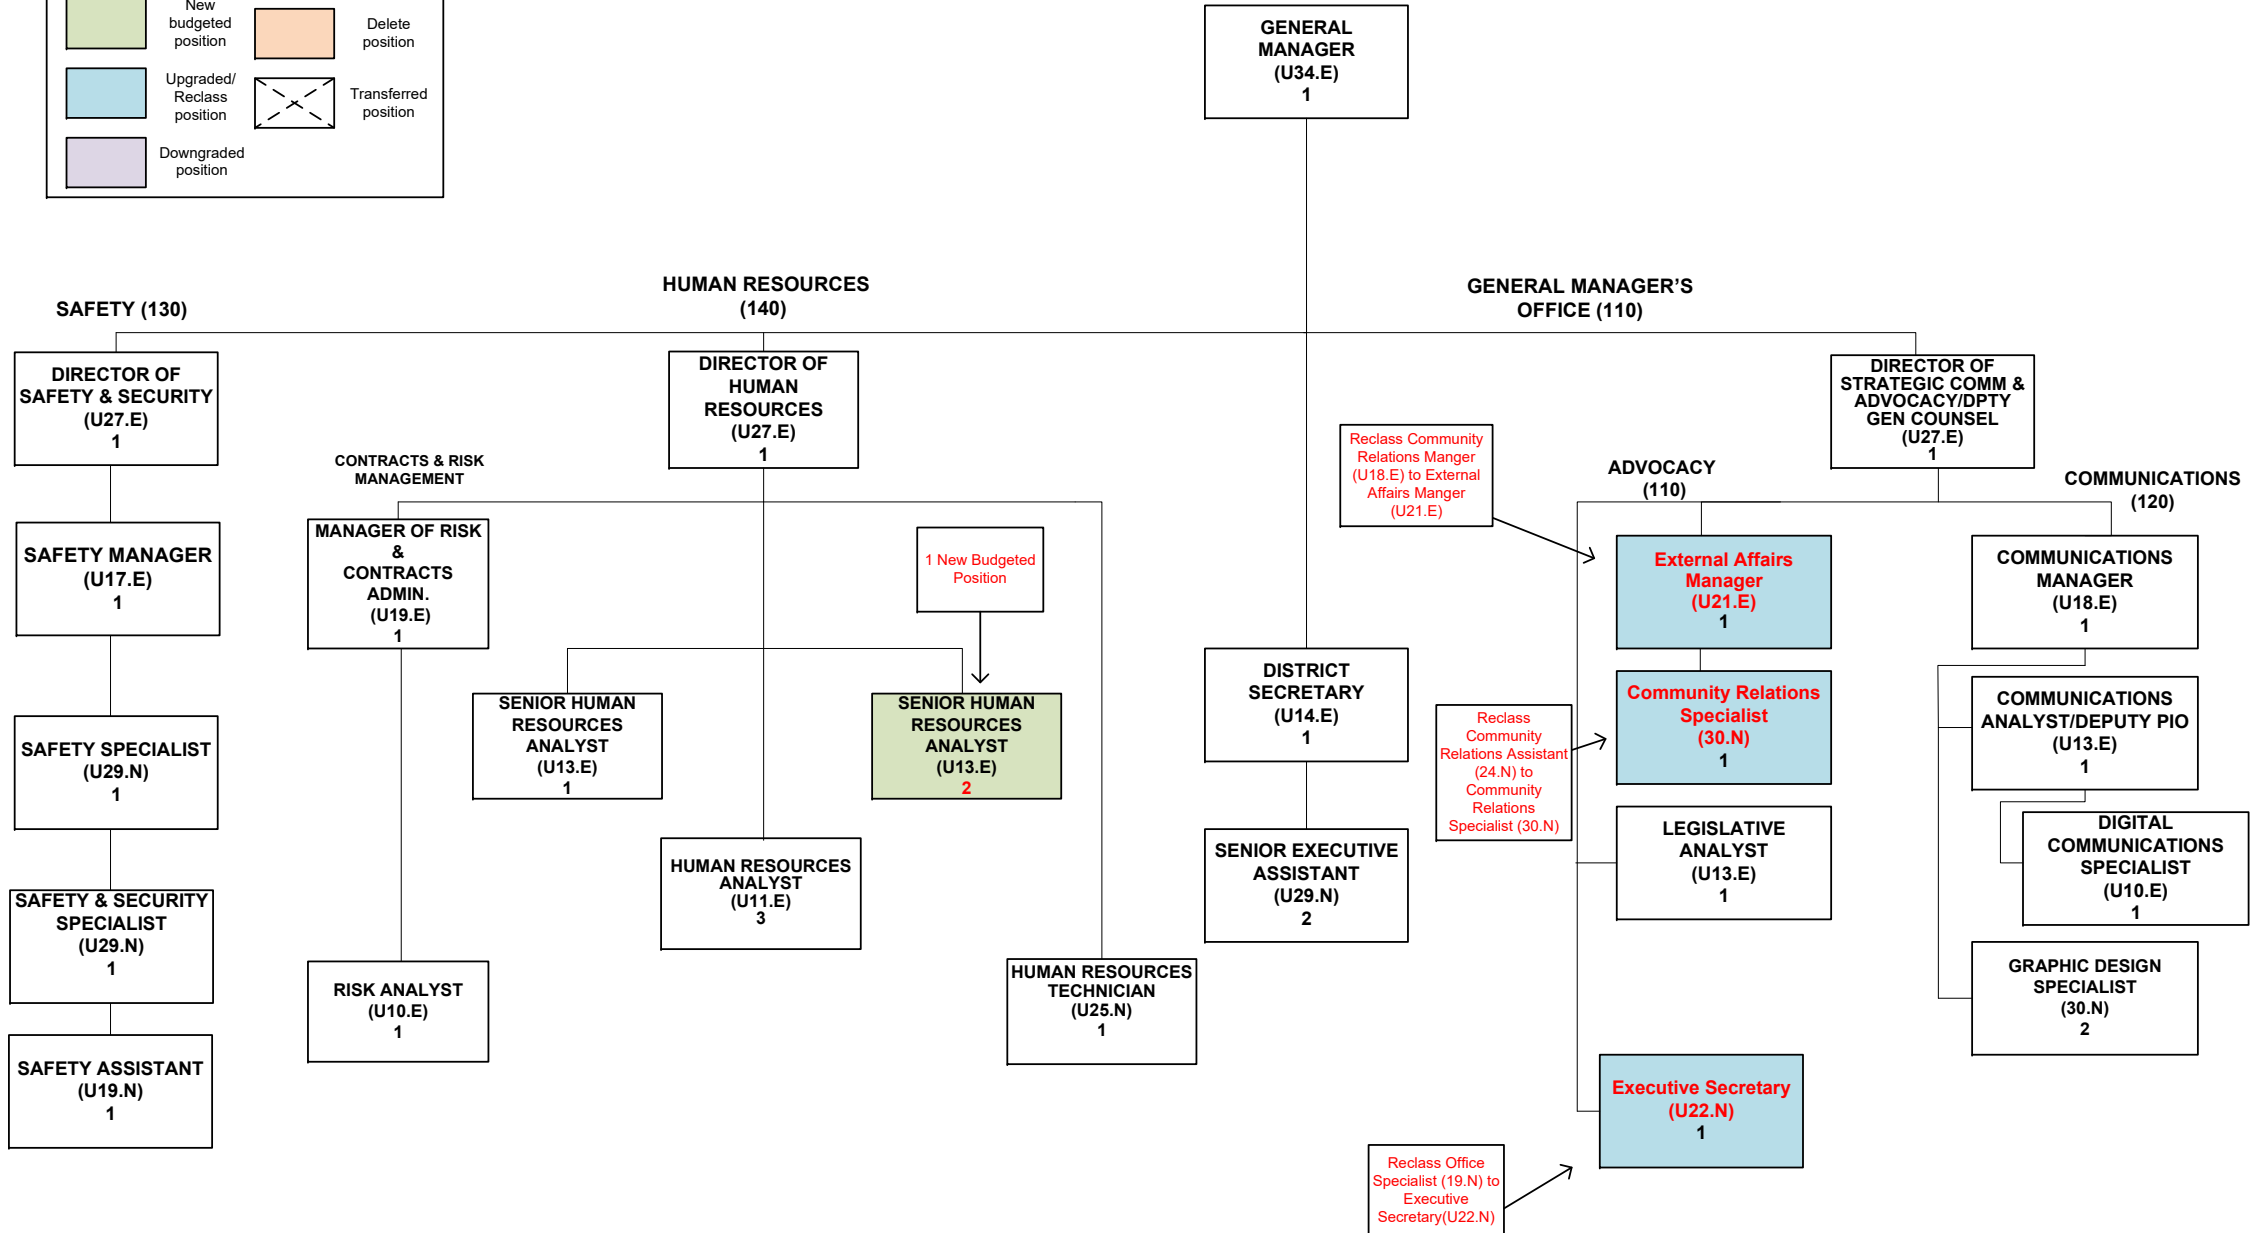 New
budgeted
position
Delete
position
Upgraded/
Reclass
position
Transferred
position
Downgraded
position
GENERAL
MANAGER
(U34.E)
1
SAFETY (130)
HUMAN RESOURCES
(140)
GENERAL MANAGER’S
OFFICE (110)
DIRECTOR OF
SAFETY & SECURITY
(U27.E)
1
SAFETY MANAGER
(U17.E)
1
SAFETY SPECIALIST
(U29.N)
1
SAFETY & SECURITY
SPECIALIST
(U29.N)
1
SAFETY ASSISTANT
(U19.N)
1
DIRECTOR OF
HUMAN
RESOURCES
(U27.E)
1
CONTRACTS & RISK
MANAGEMENT
MANAGER OF RISK
&
CONTRACTS
ADMIN.
(U19.E)
1
RISK ANALYST
(U10.E)
1
1 New Budgeted
Position
SENIOR HUMAN
RESOURCES
ANALYST
(U13.E)
1
SENIOR HUMAN
RESOURCES
ANALYST
(U13.E)
2
HUMAN RESOURCES
ANALYST
(U11.E)
3
HUMAN RESOURCES
TECHNICIAN
(U25.N)
1
DISTRICT
SECRETARY
(U14.E)
1
SENIOR EXECUTIVE
ASSISTANT
(U29.N)
2
DIRECTOR OF
STRATEGIC COMM &
ADVOCACY/DPTY
GEN COUNSEL
(U27.E)
1
Reclass Community
Relations Manger
(U18.E) to External
Affairs Manger
(U21.E)
ADVOCACY
(110)
COMMUNICATIONS
(120)
External Affairs
Manager
(U21.E)
1
Community Relations
Specialist
(30.N)
1
Reclass
Community
Relations Assistant
(24.N) to
Community
Relations
Specialist (30.N)
LEGISLATIVE
ANALYST
(U13.E)
1
Executive Secretary
(U22.N)
1
Reclass Office
Specialist (19.N) to
Executive
Secretary(U22.N)
COMMUNICATIONS
MANAGER
(U18.E)
1
COMMUNICATIONS
ANALYST/DEPUTY PIO
(U13.E)
1
DIGITAL
COMMUNICATIONS
SPECIALIST
(U10.E)
1
GRAPHIC DESIGN
SPECIALIST
(30.N)
2